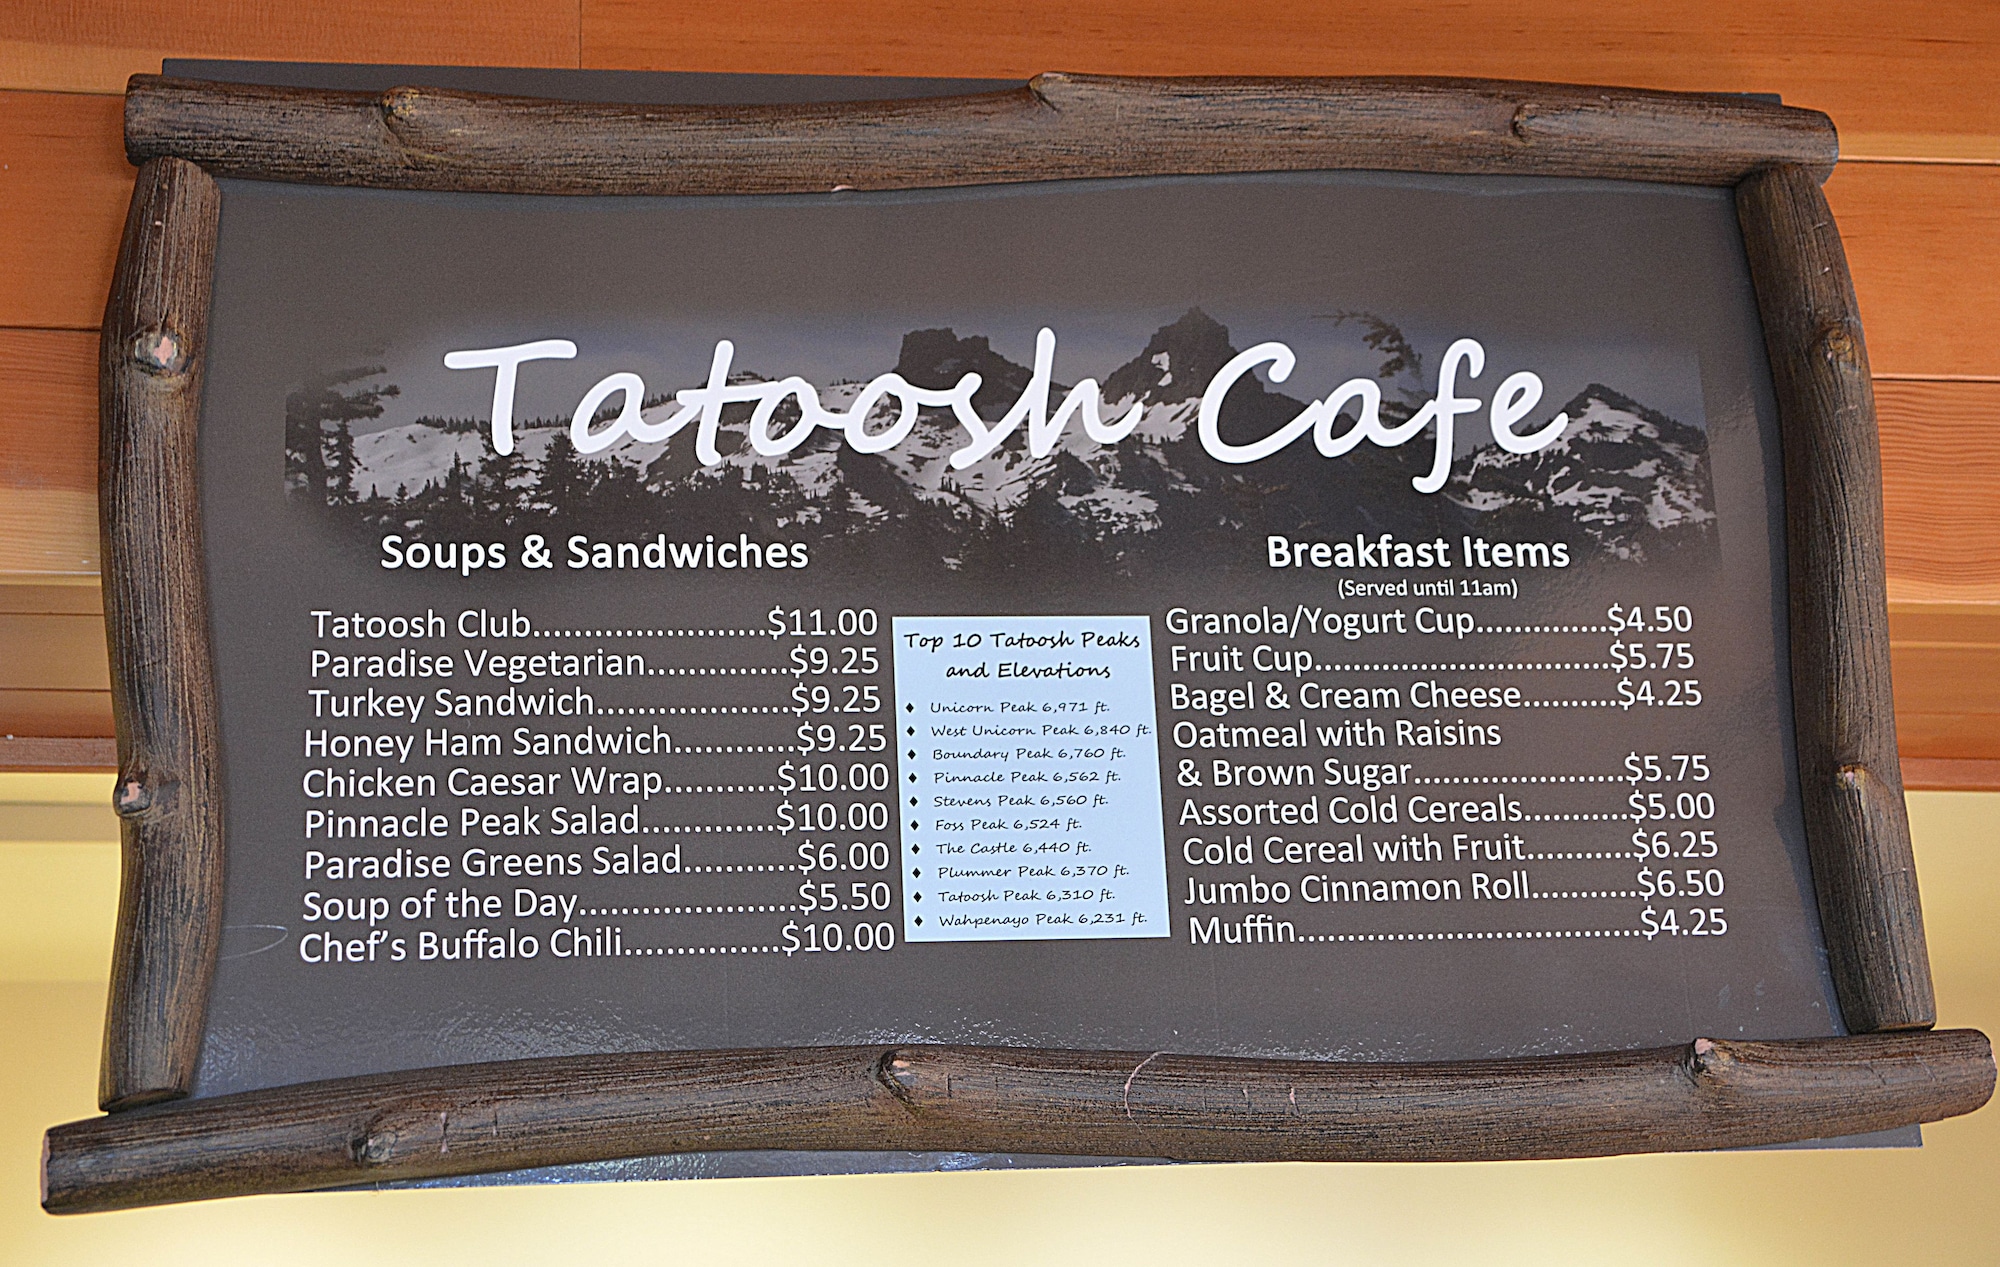 Tatoosh Cafe
Soups & Sandwiches
Tatoosh Club.......................$11.00
Paradise Vegetarian..............$9.25
Turkey Sandwich...................$9.25
Honey Ham Sandwich............$9.25
Chicken Caesar Wrap...........$10.00
Pinnacle Peak Salad.............$10.00
Paradise Greens Salad...........$6.00
Soup of the Day.....................$5.50
Chef's Buffalo Chili...............$10.00
Top 10 Tatoosh Peaks
and Elevations
♦ Unicorn Peak 6,971 ft.
♦ West Unicorn Peak 6,840 ft.
♦ Boundary Peak 6,760 ft.
♦ Pinnacle Peak 6,562 ft.
♦ Stevens Peak 6,560 ft.
♦ Foss Peak 6,524 ft.
♦ The Castle 6,440 ft.
♦ Plummer Peak 6,370 ft.
♦ Tatoosh Peak 6,310 ft.
♦ Wahpenayo Peak 6,231 ft.
Breakfast Items
(Served until 11am)
Granola/Yogurt Cup.............$4.50
Fruit Cup.............................$5.75
Bagel & Cream Cheese.........$4.25
Oatmeal with Raisins
& Brown Sugar.....................$5.75
Assorted Cold Cereals..........$5.00
Cold Cereal with Fruit..........$6.25
Jumbo Cinnamon Roll..........$6.50
Muffin..................................$4.25